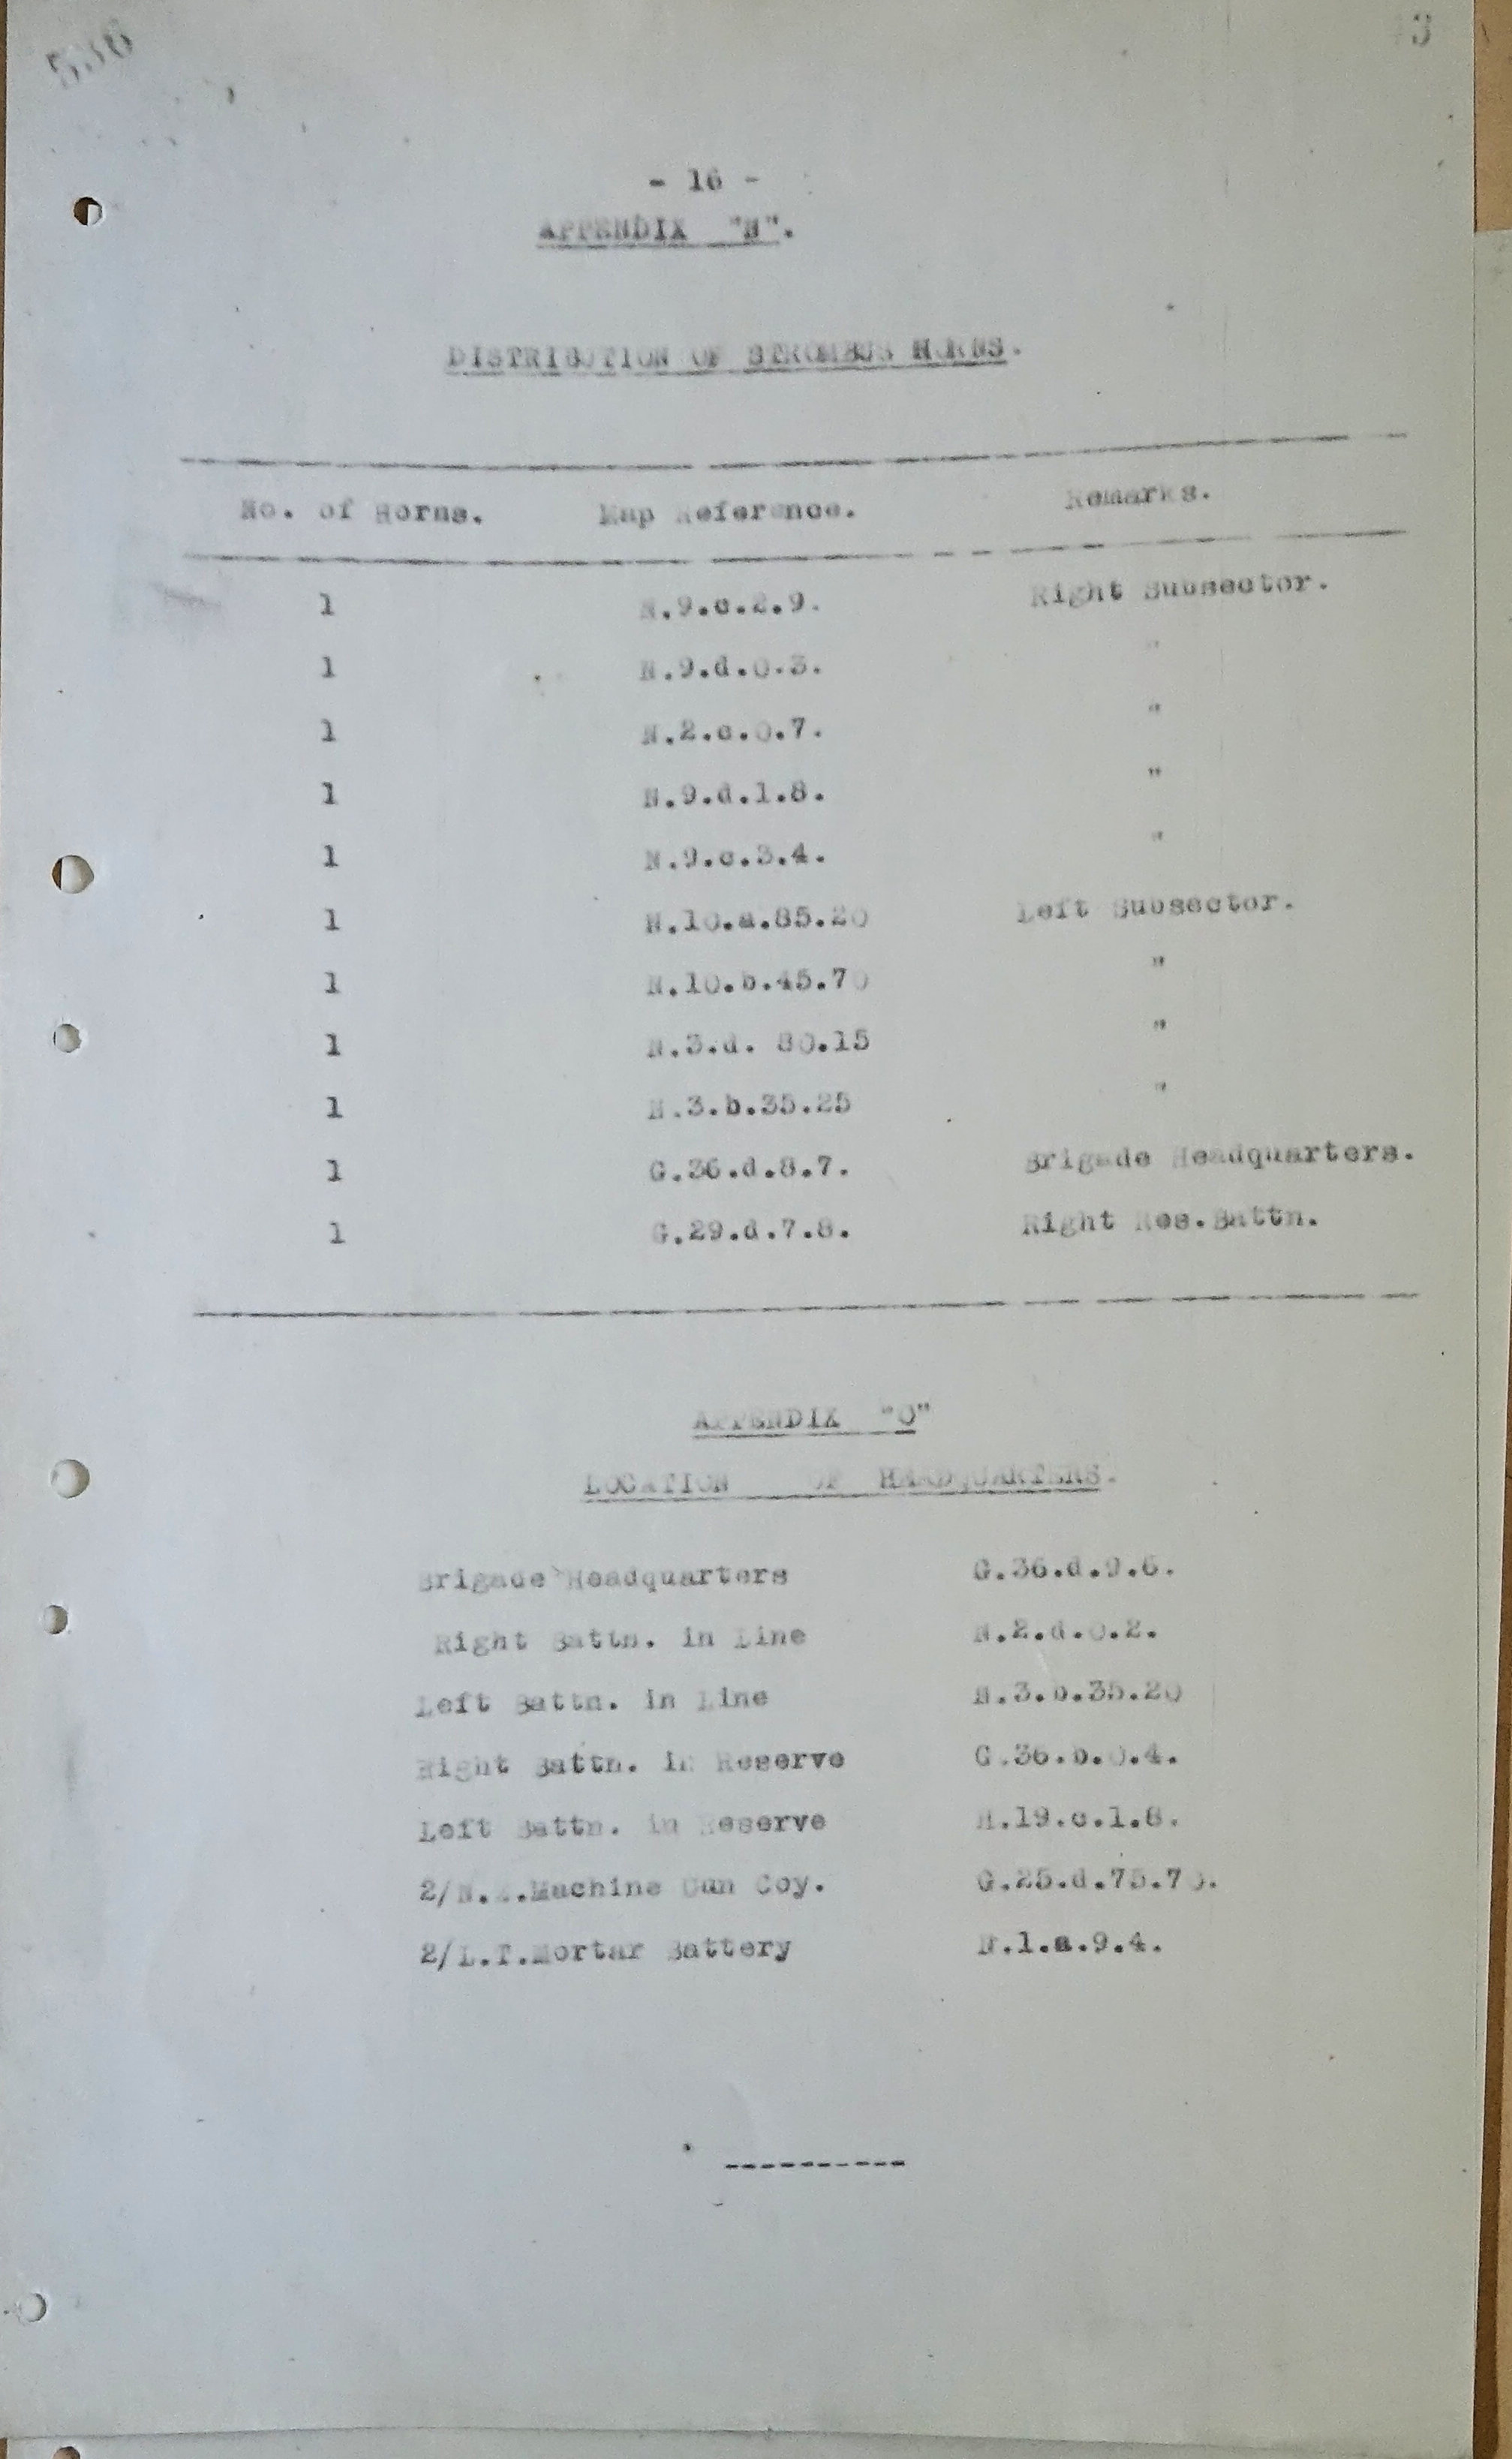 - 16 -
APPENDIX "N".
DISTRIBUTION OF STROMBUS HORNS.
No. of Horns. Map Reference. Remarks.
1 N.9.c.2.9. Right Subsector.
1 N.9.d.0.3. "
1 N.2.c.0.7. "
1 N.9.d.1.8. "
1 N.9.c.3.4. "
1 N.10.a.85.20 Left Subsector.
1 N.10.b.45.70 "
1 N.3.d. 80.15 "
1 N.3.b.35.25 "
1 G.36.d.8.7. Brigade Headquarters.
1 G.29.d.7.8. Right Res.Battn.
APPENDIX "O"
LOCATION OF HEADQUARTERS.
Brigade Headquarters G.36.d.9.6.
Right Battn. in Line N.2.d.0.2.
Left Battn. in Line N.3.b.35.20
Right Battn. in Reserve G.36.b.0.4.
Left Battn. in Reserve H.19.c.1.8.
2/N.Z.Machine Gun Coy. G.25.d.75.70.
2/L.T.Mortar Battery N.1.a.9.4.
----------